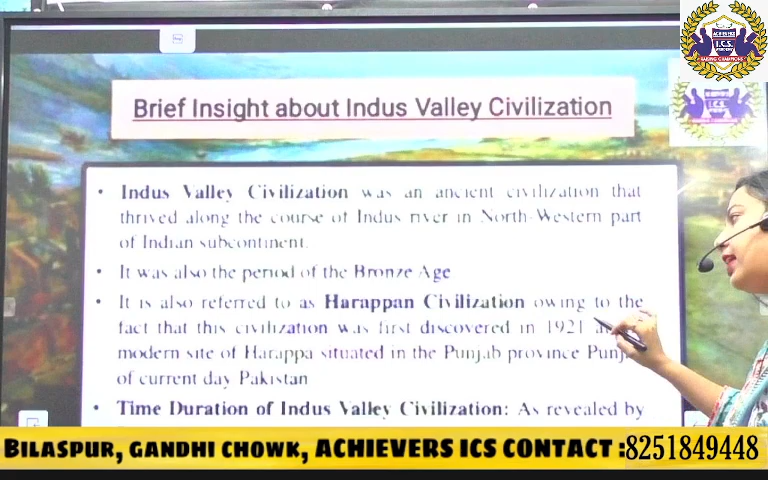 ACHIEVERS
I.C.S.
ACADEMY
MAKING CHAMPIONS
I.C.S.
Brief Insight about Indus Valley Civilization
• Indus Valley Civilization was an ancient civilization that
thrived along the course of Indus river in North-Western part
of Indian subcontinent.
• It was also the period of the Bronze Age
• It is also referred to as Harappan Civilization owing to the
fact that this civilization was first discovered in 1921
modern site of Harappa situated in the Punjab province
of current day Pakistan
• Time Duration of Indus Valley Civilization: As revealed by
BILASPUR, GANDHI CHOWK, ACHIEVERS ICS CONTACT :8251849448